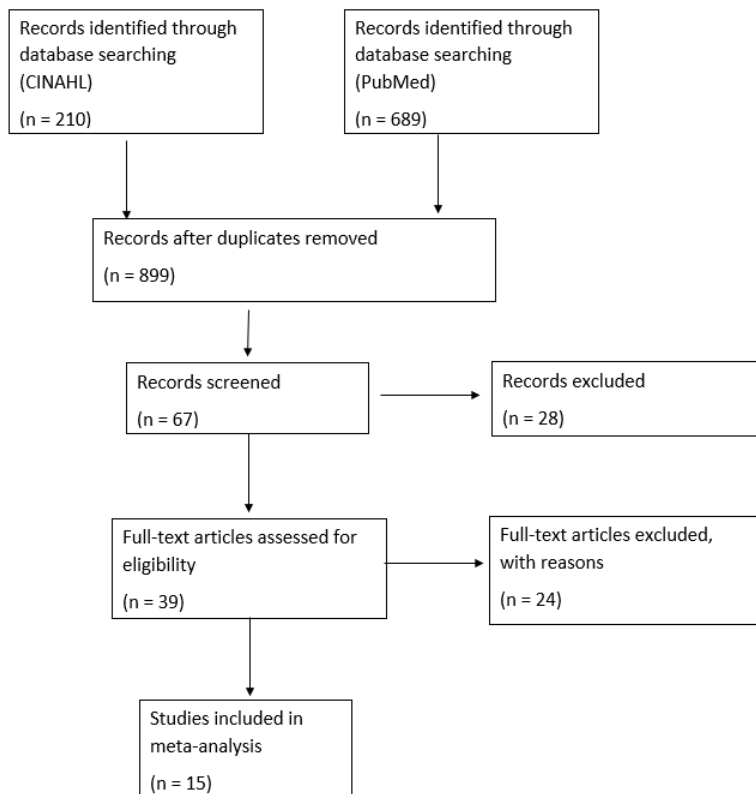 Records identified through
database searching
(CINAHL)
(n = 210)
Records identified through
database searching
(PubMed)
(n = 689)
Records after duplicates removed
(n = 899)
Records screened
(n = 67)
Records excluded
(n = 28)
Full-text articles assessed for
eligibility
(n = 39)
Full-text articles excluded,
with reasons
(n = 24)
Studies included in
meta-analysis
(n = 15)